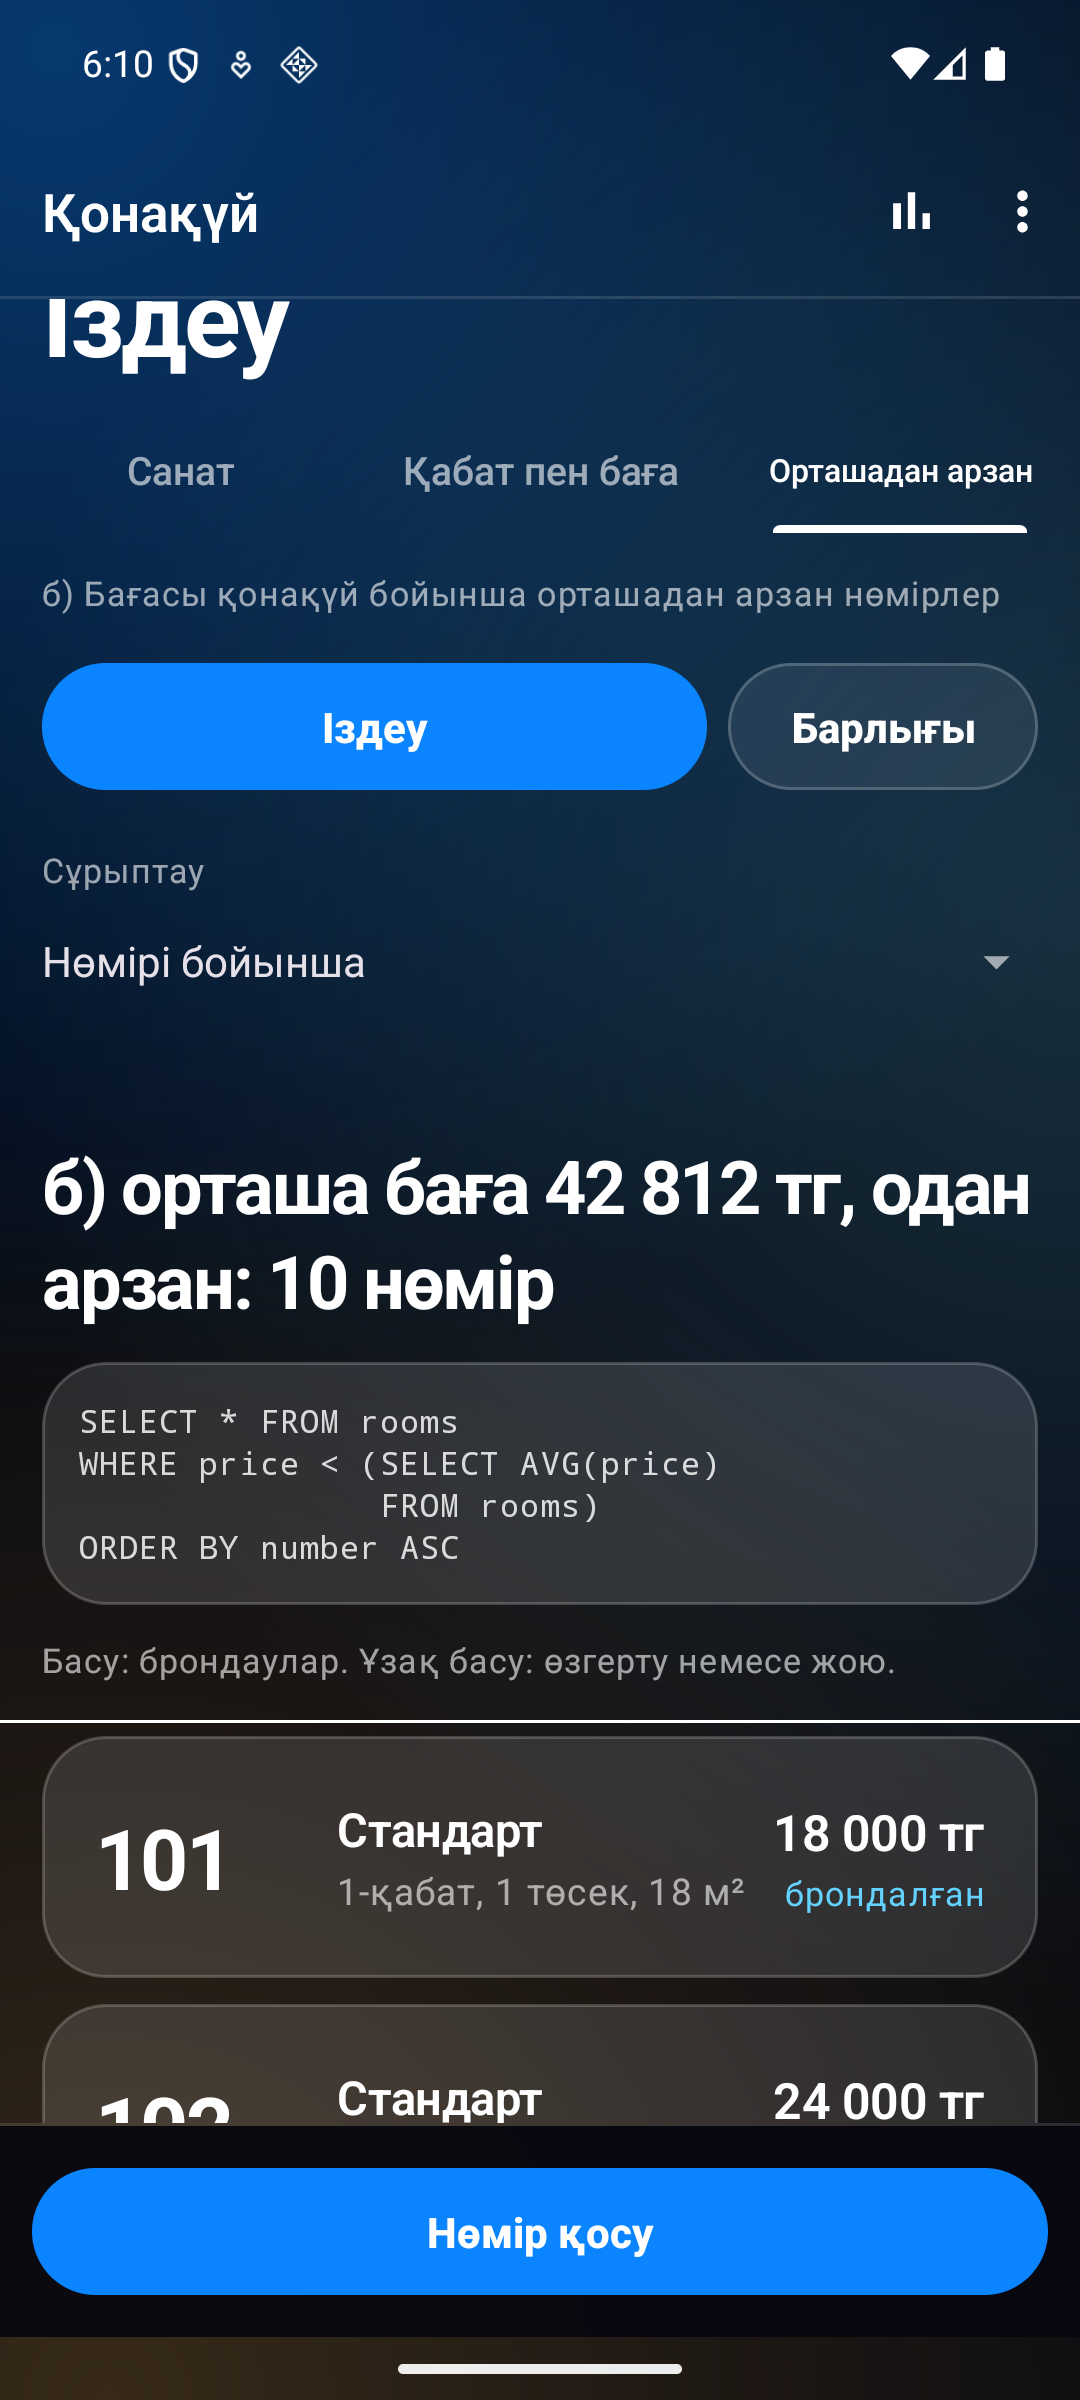 6:10
Қонақүй
Іздеу
Санат
Қабат пен баға
Орташадан арзан
б) Бағасы қонақүй бойынша орташадан арзан нөмірлер
Іздеу
Барлығы
Сұрыптау
Нөмірі бойынша
б) орташа баға 42 812 тг, одан
арзан: 10 нөмір
SELECT * FROM rooms
WHERE price < (SELECT AVG(price)
FROM rooms)
ORDER BY number ASC
Басу: брондаулар. Ұзақ басу: өзгерту немесе жою.
101
Стандарт
18 000 тг
1-қабат, 1 төсек, 18 м²
брондалған
102
Стандарт
24 000 тг
Нөмір қосу